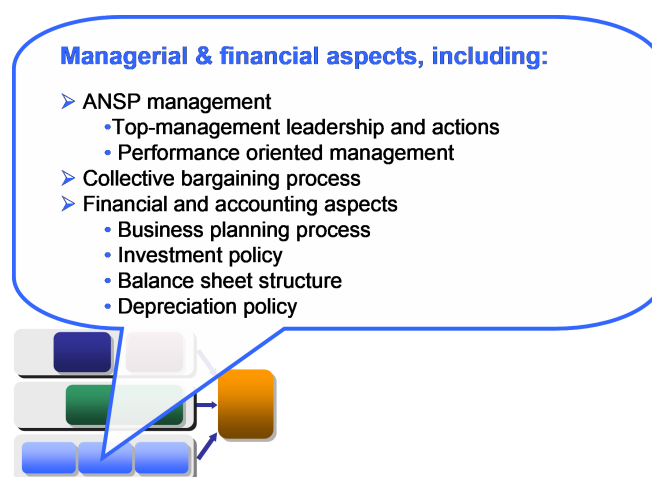 Managerial & financial aspects, including:
➢ ANSP management
•Top-management leadership and actions
• Performance oriented management
➢ Collective bargaining process
➢ Financial and accounting aspects
• Business planning process
• Investment policy
• Balance sheet structure
• Depreciation policy